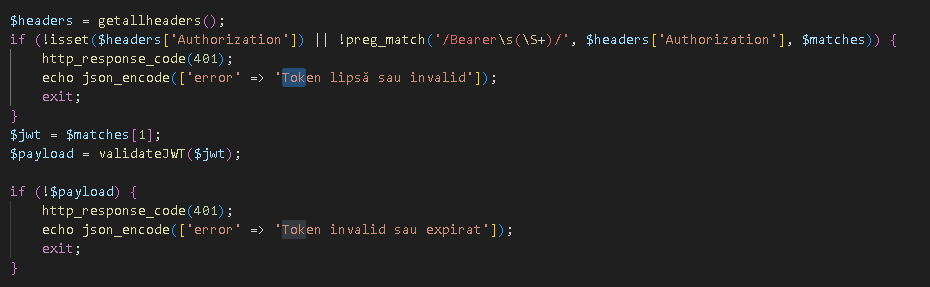 $headers = getallheaders();
if (!isset($headers['Authorization']) || !preg_match('/Bearer\s(\S+)/', $headers['Authorization'], $matches)) {
    http_response_code(401);
    echo json_encode(['error' => 'Token lipsă sau invalid']);
    exit;
}
$jwt = $matches[1];
$payload = validateJWT($jwt);

if (!$payload) {
    http_response_code(401);
    echo json_encode(['error' => 'Token invalid sau expirat']);
    exit;
}